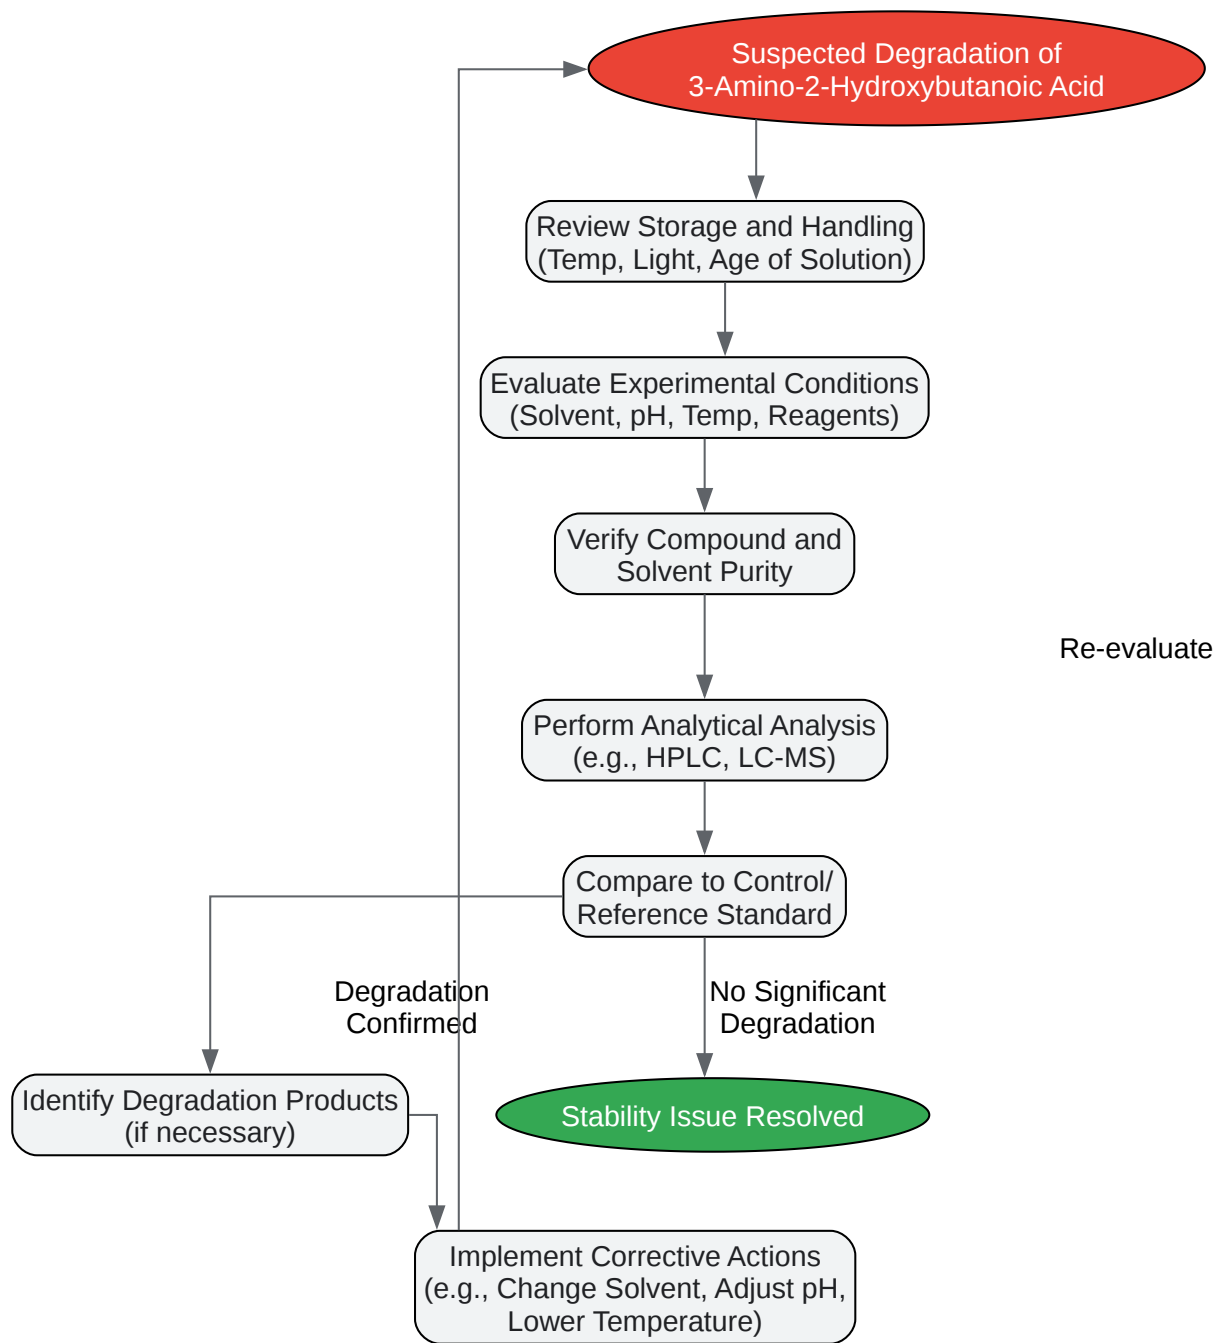 Suspected Degradation of
3-Amino-2-Hydroxybutanoic Acid
Review Storage and Handling
(Temp, Light, Age of Solution)
Evaluate Experimental Conditions
(Solvent, pH, Temp, Reagents)
Verify Compound and
Solvent Purity
Re-evaluate
Perform Analytical Analysis
(e.g., HPLC, LC-MS)
Compare to Control/
Reference Standard
Degradation
Confirmed
No Significant
Degradation
Identify Degradation Products
(if necessary)
Stability Issue Resolved
Implement Corrective Actions
(e.g., Change Solvent, Adjust pH,
Lower Temperature)